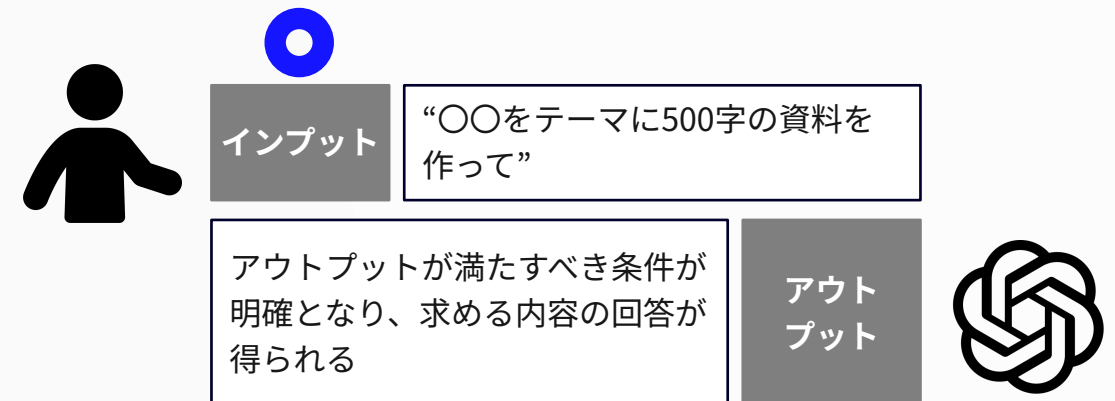 インプット
“〇〇をテーマに500字の資料を
作って”
アウトプットが満たすべき条件が
明確となり、求める内容の回答が
得られる
アウト
プット